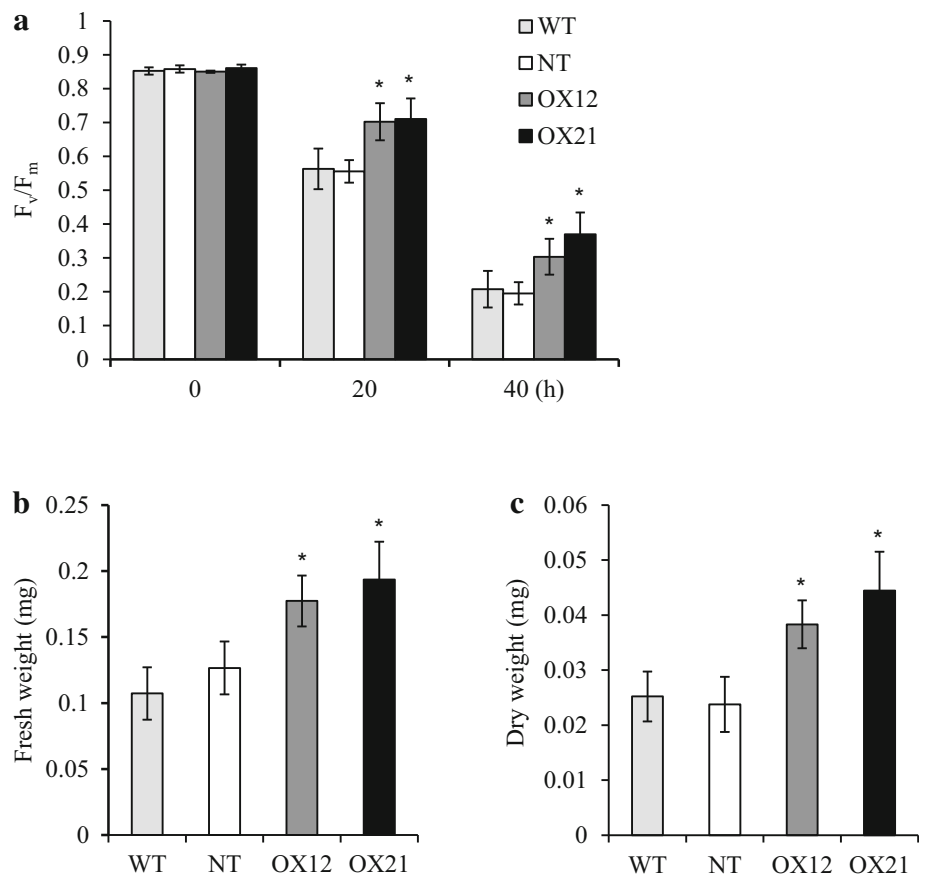 a
1
0.9
0.8
0.7
0.6
0.5
0.4
0.3
0.2
0.1
0
Fv/Fm
WT
NT
OX12
OX21
* *
* *
0 20 40 (h)
b
0.25
0.2
0.15
0.1
0.05
0
Fresh weight (mg)
* *
WT NT OX12 OX21
c
0.06
0.05
0.04
0.03
0.02
0.01
0
Dry weight (mg)
* *
WT NT OX12 OX21